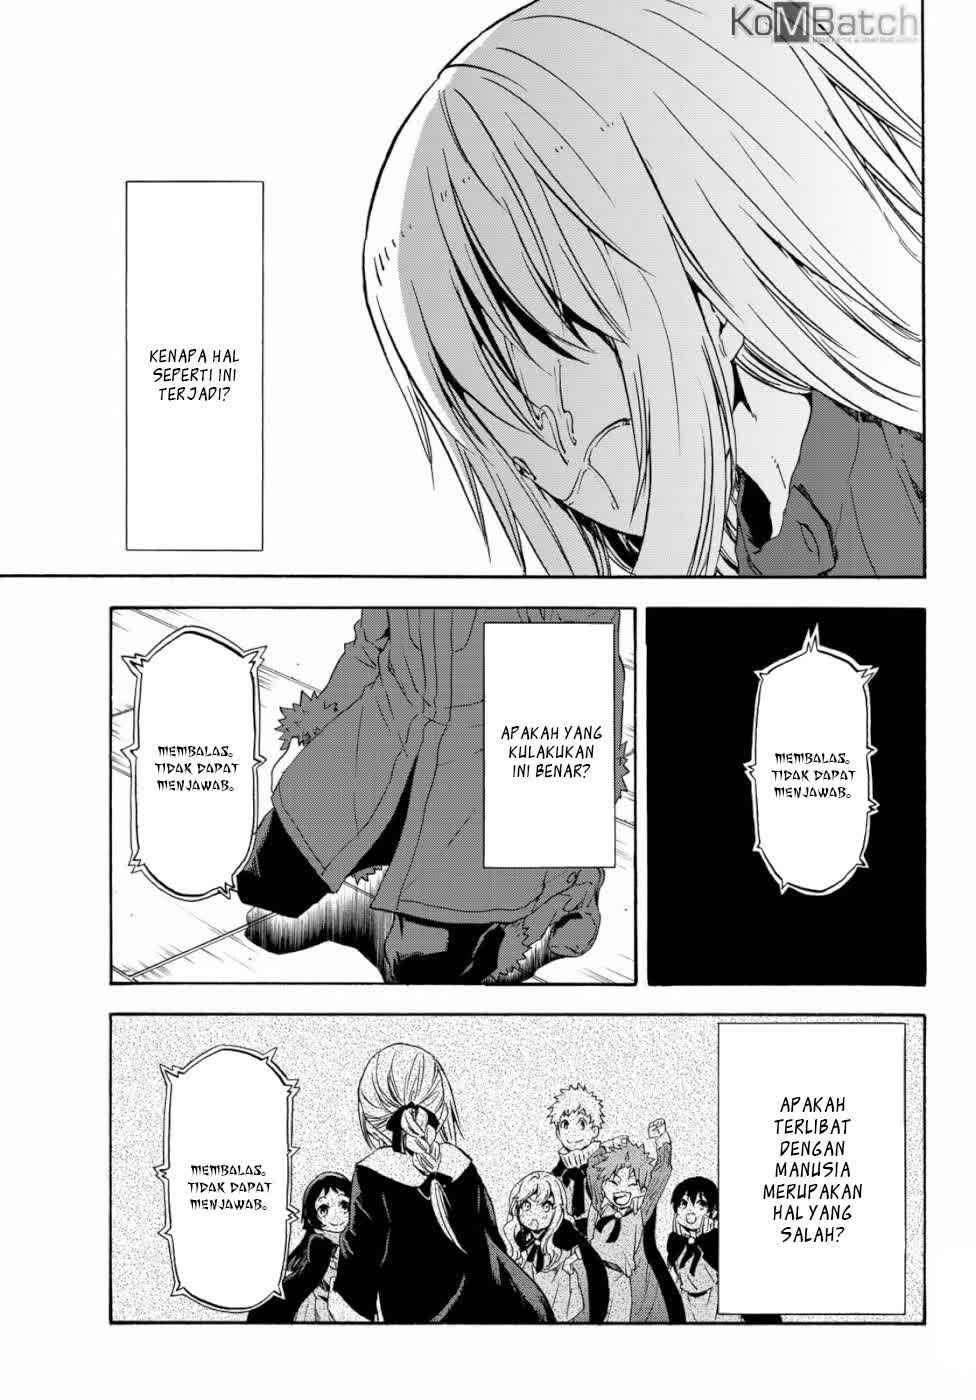 KoMBatch
KENAPA HAL
SEPERTI INI
TERJADI?
MEMBALAS.
TIDAK DAPAT
MENJAWAB.
APAKAH YANG
KULAKUKAN
INI BENAR?
MEMBALAS.
TIDAK DAPAT
MENJAWAB.
APAKAH
TERLIBAT
DENGAN
MANUSIA
MERUPAKAN
HAL YANG
SALAH?
MEMBALAS.
TIDAK DAPAT
MENJAWAB.